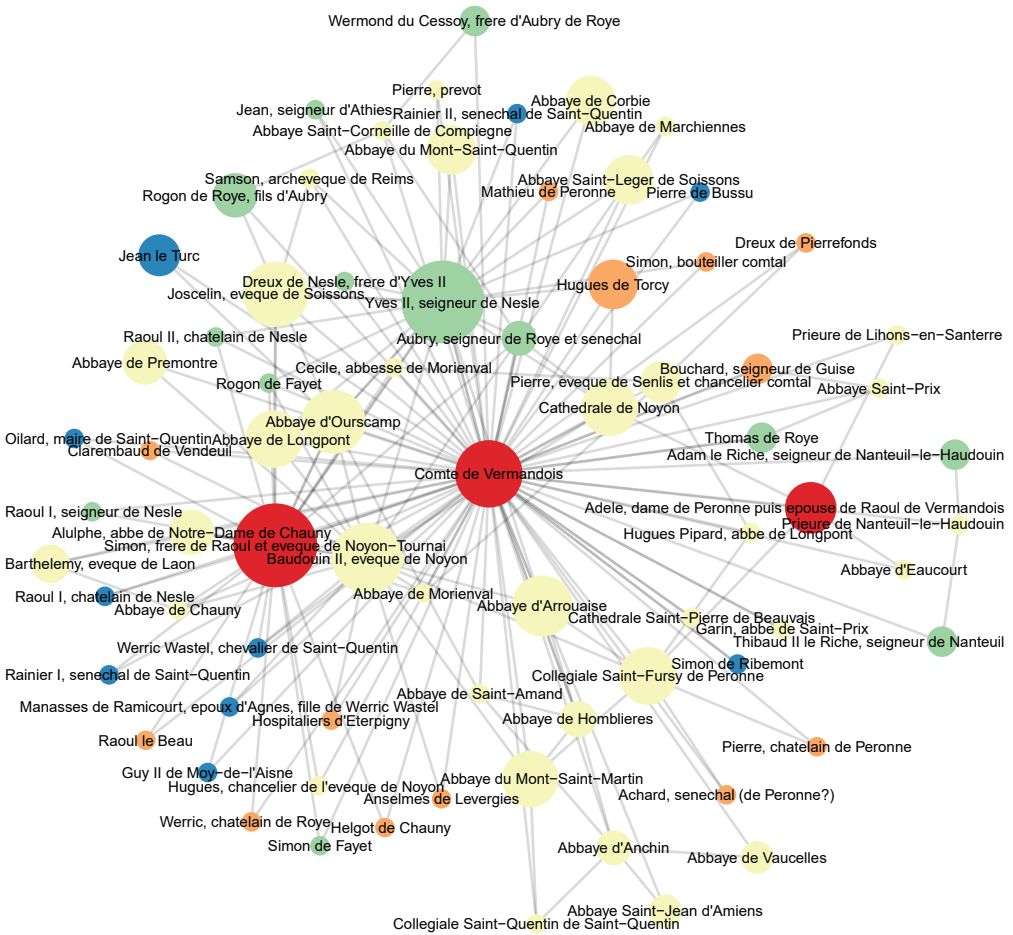 Wermond du Cessoy, frere d'Aubry de Roye
Pierre, prevot
Abbaye de Corbie
Jean, seigneur d'Athies
Rainier II, senechal de Saint−Quentin
Abbaye de Marchiennes
Abbaye Saint−Corneille de Compiegne
Abbaye du Mont−Saint−Quentin
Samson, archeveque de Reims
Abbaye Saint−Leger de Soissons
Mathieu de Peronne
Pierre de Bussu
Rogon de Roye, fils d'Aubry
Dreux de Pierrefonds
Jean le Turc
Simon, bouteiller comtal
Dreux de Nesle, frere d'Yves II
Hugues de Torcy
Joscelin, eveque de Soissons
Yves II, seigneur de Nesle
Raoul II, chatelain de Nesle
Aubry, seigneur de Roye et senechal
Prieure de Lihons−en−Santerre
Abbaye de Premontre
Cecile, abbesse de Morienval
Bouchard, seigneur de Guise
Rogon de Fayet
Pierre, eveque de Senlis et chancelier comtal
Abbaye Saint−Prix
Cathedrale de Noyon
Abbaye d'Ourscamp
Oilard, maire de Saint−Quentin
Abbaye de Longpont
Thomas de Roye
Clarembaud de Vendeuil
Adam le Riche, seigneur de Nanteuil−le−Haudouin
Comte de Vermandois
Raoul I, seigneur de Nesle
Adele, dame de Peronne puis epouse de Raoul de Vermandois
Prieure de Nanteuil−le−Haudouin
Alulphe, abbe de Notre−Dame de Chauny
Hugues Pipard, abbe de Longpont
Simon, frere de Raoul et eveque de Noyon−Tournai
Baudouin II, eveque de Noyon
Barthelemy, eveque de Laon
Abbaye d'Eaucourt
Raoul I, chatelain de Nesle
Abbaye de Morienval
Abbaye de Chauny
Abbaye d'Arrouaise
Cathedrale Saint−Pierre de Beauvais
Garin, abbe de Saint−Prix
Thibaud II le Riche, seigneur de Nanteuil
Werric Wastel, chevalier de Saint−Quentin
Simon de Ribemont
Rainier I, senechal de Saint−Quentin
Collegiale Saint−Fursy de Peronne
Abbaye de Saint−Amand
Manasses de Ramicourt, epoux d'Agnes, fille de Werric Wastel
Hospitaliers d'Eterpigny
Abbaye de Homblieres
Raoul le Beau
Pierre, chatelain de Peronne
Guy II de Moy−de−l'Aisne
Abbaye du Mont−Saint−Martin
Hugues, chancelier de l'eveque de Noyon
Achard, senechal (de Peronne?)
Anselmes de Levergies
Werric, chatelain de Roye
Helgot de Chauny
Simon de Fayet
Abbaye d'Anchin
Abbaye de Vaucelles
Abbaye Saint−Jean d'Amiens
Collegiale Saint−Quentin de Saint−Quentin